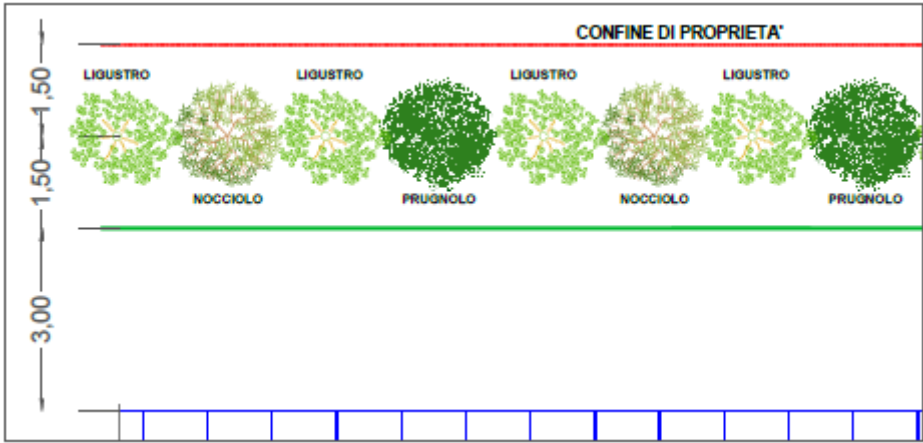 CONFINE DI PROPRIETA'
LIGUSTRO LIGUSTRO LIGUSTRO LIGUSTRO
1,50
1,50
NOCCIOLO PRUGNOLO NOCCIOLO PRUGNOLO
3,00